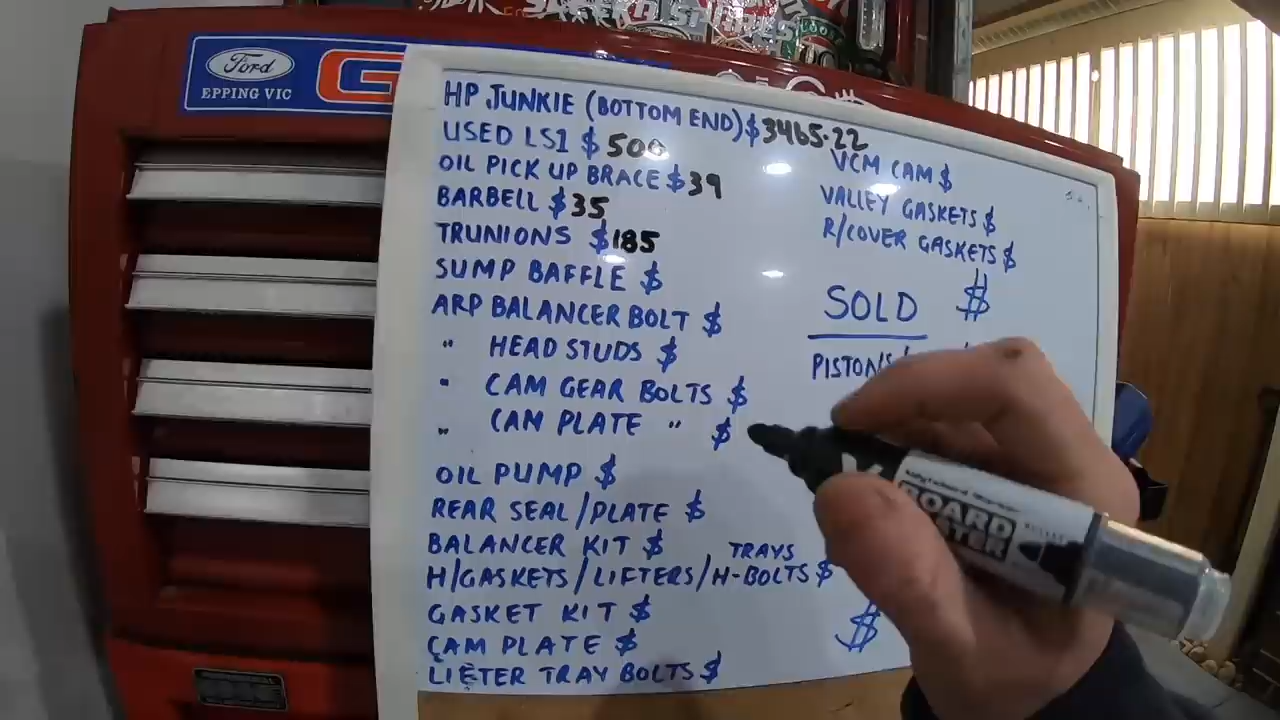 Ford
EPPING VIC
HP JUNKIE (BOTTOM END) $3465.22
USED LS1 $500
OIL PICK UP BRACE $39
BARBELL $35
TRUNIONS $185
SUMP BAFFLE $
ARP BALANCER BOLT $
" HEAD STUDS $
" CAM GEAR BOLTS $
" CAM PLATE " $
OIL PUMP $
REAR SEAL/PLATE $
BALANCER KIT $
TRAYS
H/GASKETS/LIFTERS/H-BOLTS $
GASKET KIT $
CAM PLATE $
LIFTER TRAY BOLTS $
VCM CAM $
VALLEY GASKETS $
R/COVER GASKETS $
$
SOLD
PISTONS
$
BOARD